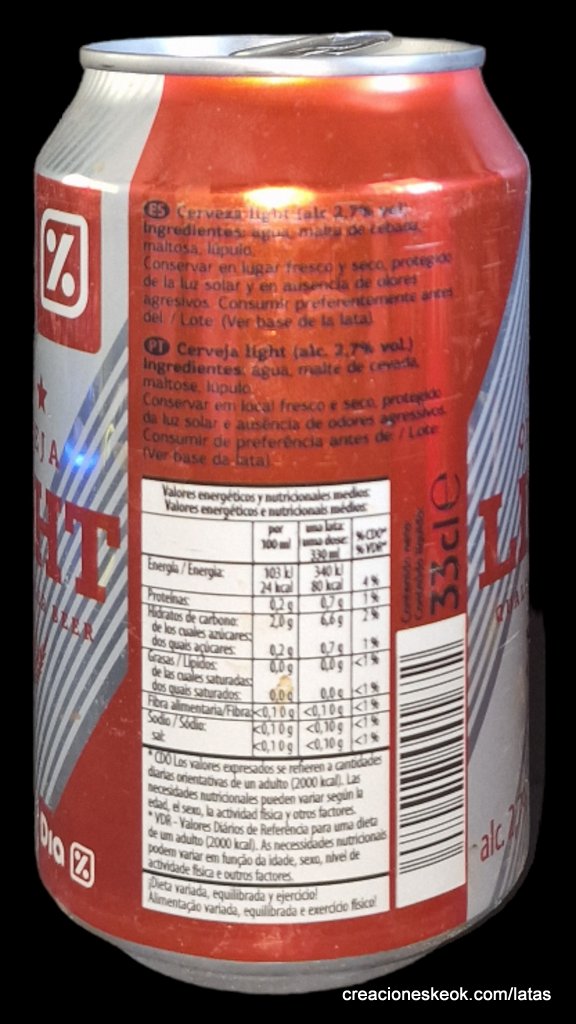 ES Cerveza light (alc 2,7% vol)
Ingredientes: agua, malta de cebada,
maltosa, lúpulo.
Conservar en lugar fresco y seco, protegido
de la luz solar y en ausencia de olores
agresivos. Consumir preferentemente antes
del: / Lote: (Ver base de la lata)
PT Cerveja light (alc. 2,7% vol.)
Ingredientes: água, malte de cevada,
maltose, lúpulo.
Conservar em local fresco e seco, protegido
da luz solar e ausência de odores agressivos.
Consumir de preferência antes de: / Lote:
(Ver base da lata)
Valores energéticos y nutricionales medios:
Valores energéticos e nutricionais médios:
por 100 ml
una lata: uma dose: 330 ml
% CDO* % VDR*
Energía / Energia: 103 kJ 340 kJ
24 kcal 80 kcal 4 %
Proteínas: 0,2 g 0,7 g 1 %
Hidratos de carbono: 2,0 g 6,6 g 2 %
de los cuales azúcares:
dos quais açúcares: 0,2 g 0,7 g 1 %
Grasas / Lípidos: 0,0 g 0,0 g <1 %
de las cuales saturadas:
dos quais saturados: 0,0 g 0,0 g <1 %
Fibra alimentaria/Fibra: <0,10 g <0,10 g <1 %
Sodio / Sódio: <0,10 g <0,10 g <1 %
sal: <0,10 g <0,10 g <1 %
* CDO Los valores expresados se refieren a cantidades
diarias orientativas de un adulto (2000 kcal). Las
necesidades nutricionales pueden variar según la
edad, el sexo, la actividad física y otros factores.
* VDR - Valores Diários de Referência para uma dieta
de um adulto (2000 kcal). As necessidades nutricionais
podem variar em função da idade, sexo, nível de
actividade física e outros factores.
¡Dieta variada, equilibrada y ejercicio!
Alimentação variada, equilibrada e exercício físico!
Contenido neto:
Conteúdo líquido:
33cl e
EJA
HT
BEER
Dia %
%
LI
alc. 2,7%
creacioneskeok.com/latas